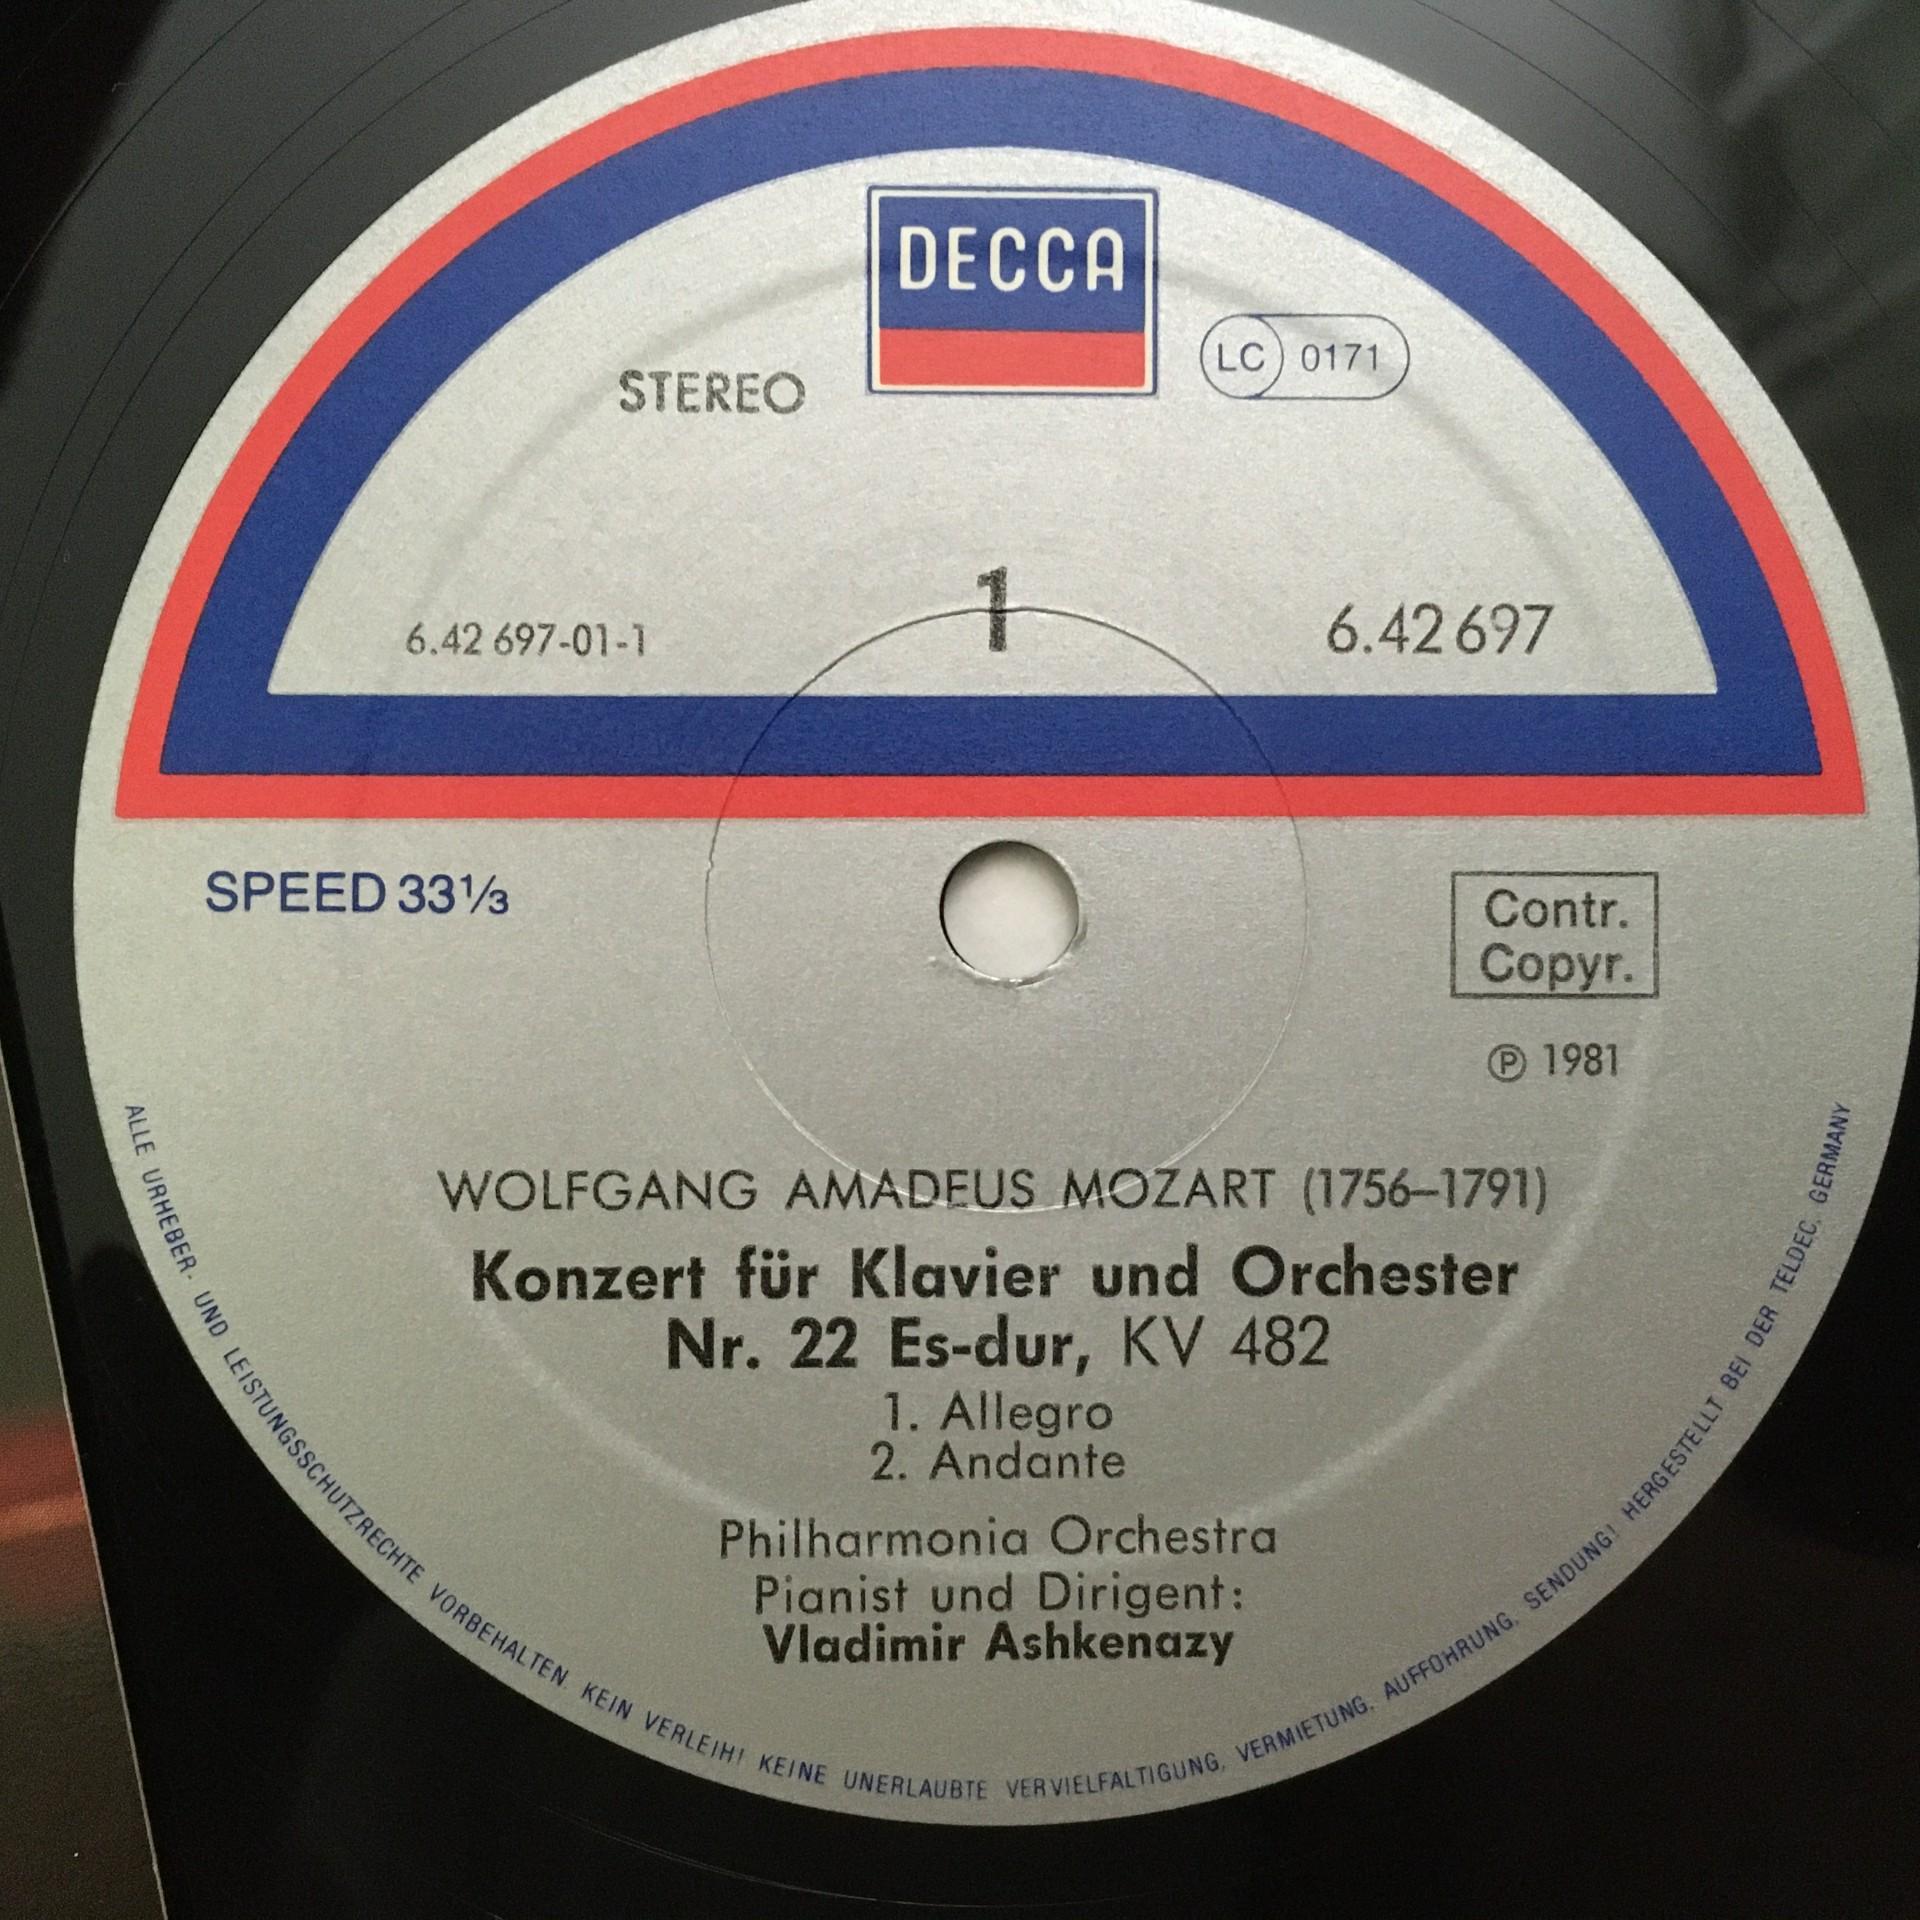 DECCA
STEREO
LC 0171
1
6.42 697-01-1
6.42697
SPEED 33⅓
Contr.
Copyr.
℗ 1981
WOLFGANG AMADEUS MOZART (1756–1791)
Konzert für Klavier und Orchester
Nr. 22 Es-dur, KV 482
1. Allegro
2. Andante
Philharmonia Orchestra
Pianist und Dirigent:
Vladimir Ashkenazy
ALLE URHEBER- UND LEISTUNGSSCHUTZRECHTE VORBEHALTEN. KEIN VERLEIH! KEINE UNERLAUBTE VERVIELFÄLTIGUNG, VERMIETUNG, AUFFÜHRUNG, SENDUNG! HERGESTELLT BEI DER TELDEC, GERMANY